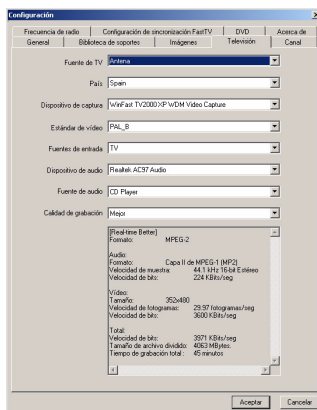 Configuración
Frecuencia de radio
Configuración de sincronización FastTV
DVD
Acerca de
General
Biblioteca de soportes
Imágenes
Televisión
Canal
Fuente de TV
Antena
País
Spain
Dispositivo de captura
WinFast TV2000 XP WDM Video Capture
Estándar de vídeo
PAL_B
Fuentes de entrada
TV
Dispositivo de audio
Realtek AC97 Audio
Fuente de audio
CD Player
Calidad de grabación
Mejor
[Real-time Better]
Formato: MPEG-2
Audio:
Formato: Capa II de MPEG-1 (MP2)
Velocidad de muestra: 44.1 kHz 16-bit Estéreo
Velocidad de bits: 224 KBits/seg
Vídeo:
Tamaño: 352x480
Velocidad de fotogramas: 29.97 fotogramas/seg
Velocidad de bits: 3600 KBits/seg
Total:
Velocidad de bits: 3971 KBits/seg
Tamaño de archivo dividido: 4063 MBytes.
Tiempo de grabación total: 45 minutos
Aceptar
Cancelar